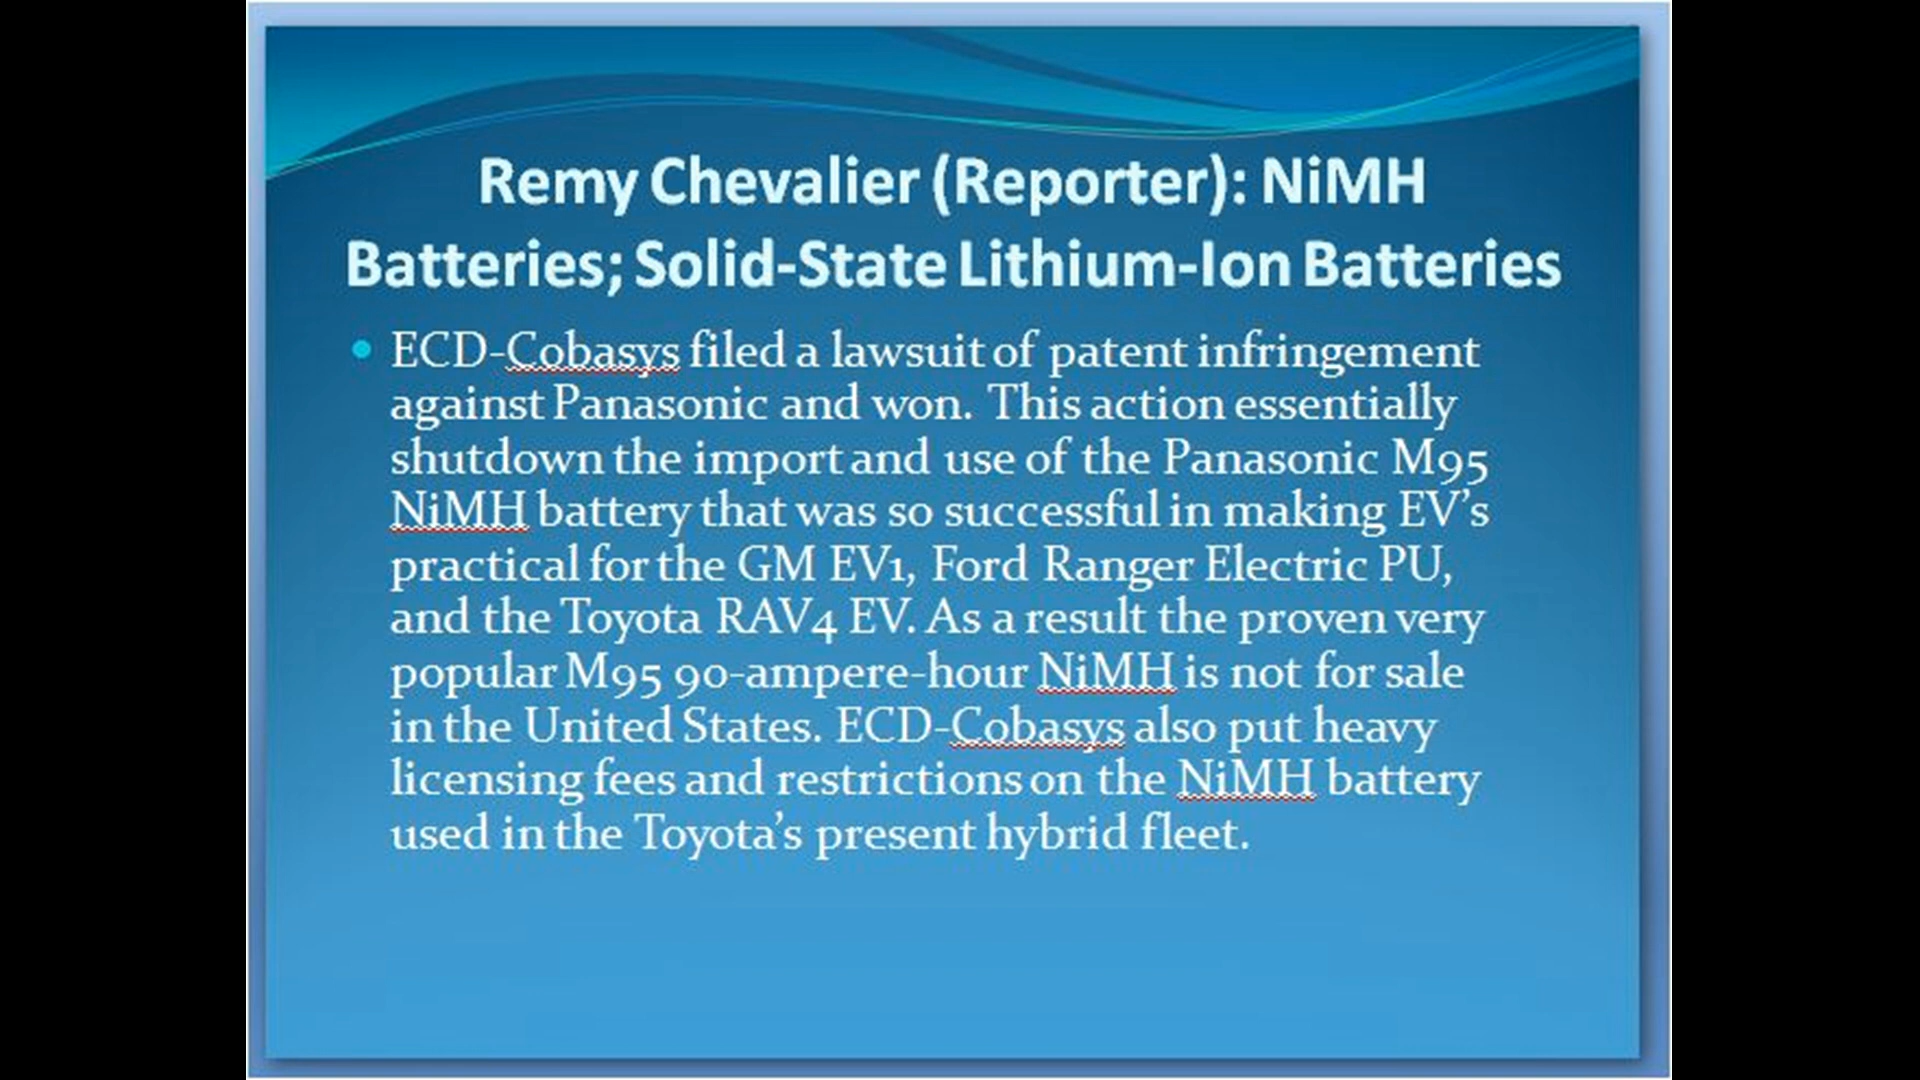 Remy Chevalier (Reporter): NiMH
Batteries; Solid-State Lithium-Ion Batteries
• ECD-Cobasys filed a lawsuit of patent infringement
against Panasonic and won. This action essentially
shutdown the import and use of the Panasonic M95
NiMH battery that was so successful in making EV’s
practical for the GM EV1, Ford Ranger Electric PU,
and the Toyota RAV4 EV. As a result the proven very
popular M95 90-ampere-hour NiMH is not for sale
in the United States. ECD-Cobasys also put heavy
licensing fees and restrictions on the NiMH battery
used in the Toyota’s present hybrid fleet.